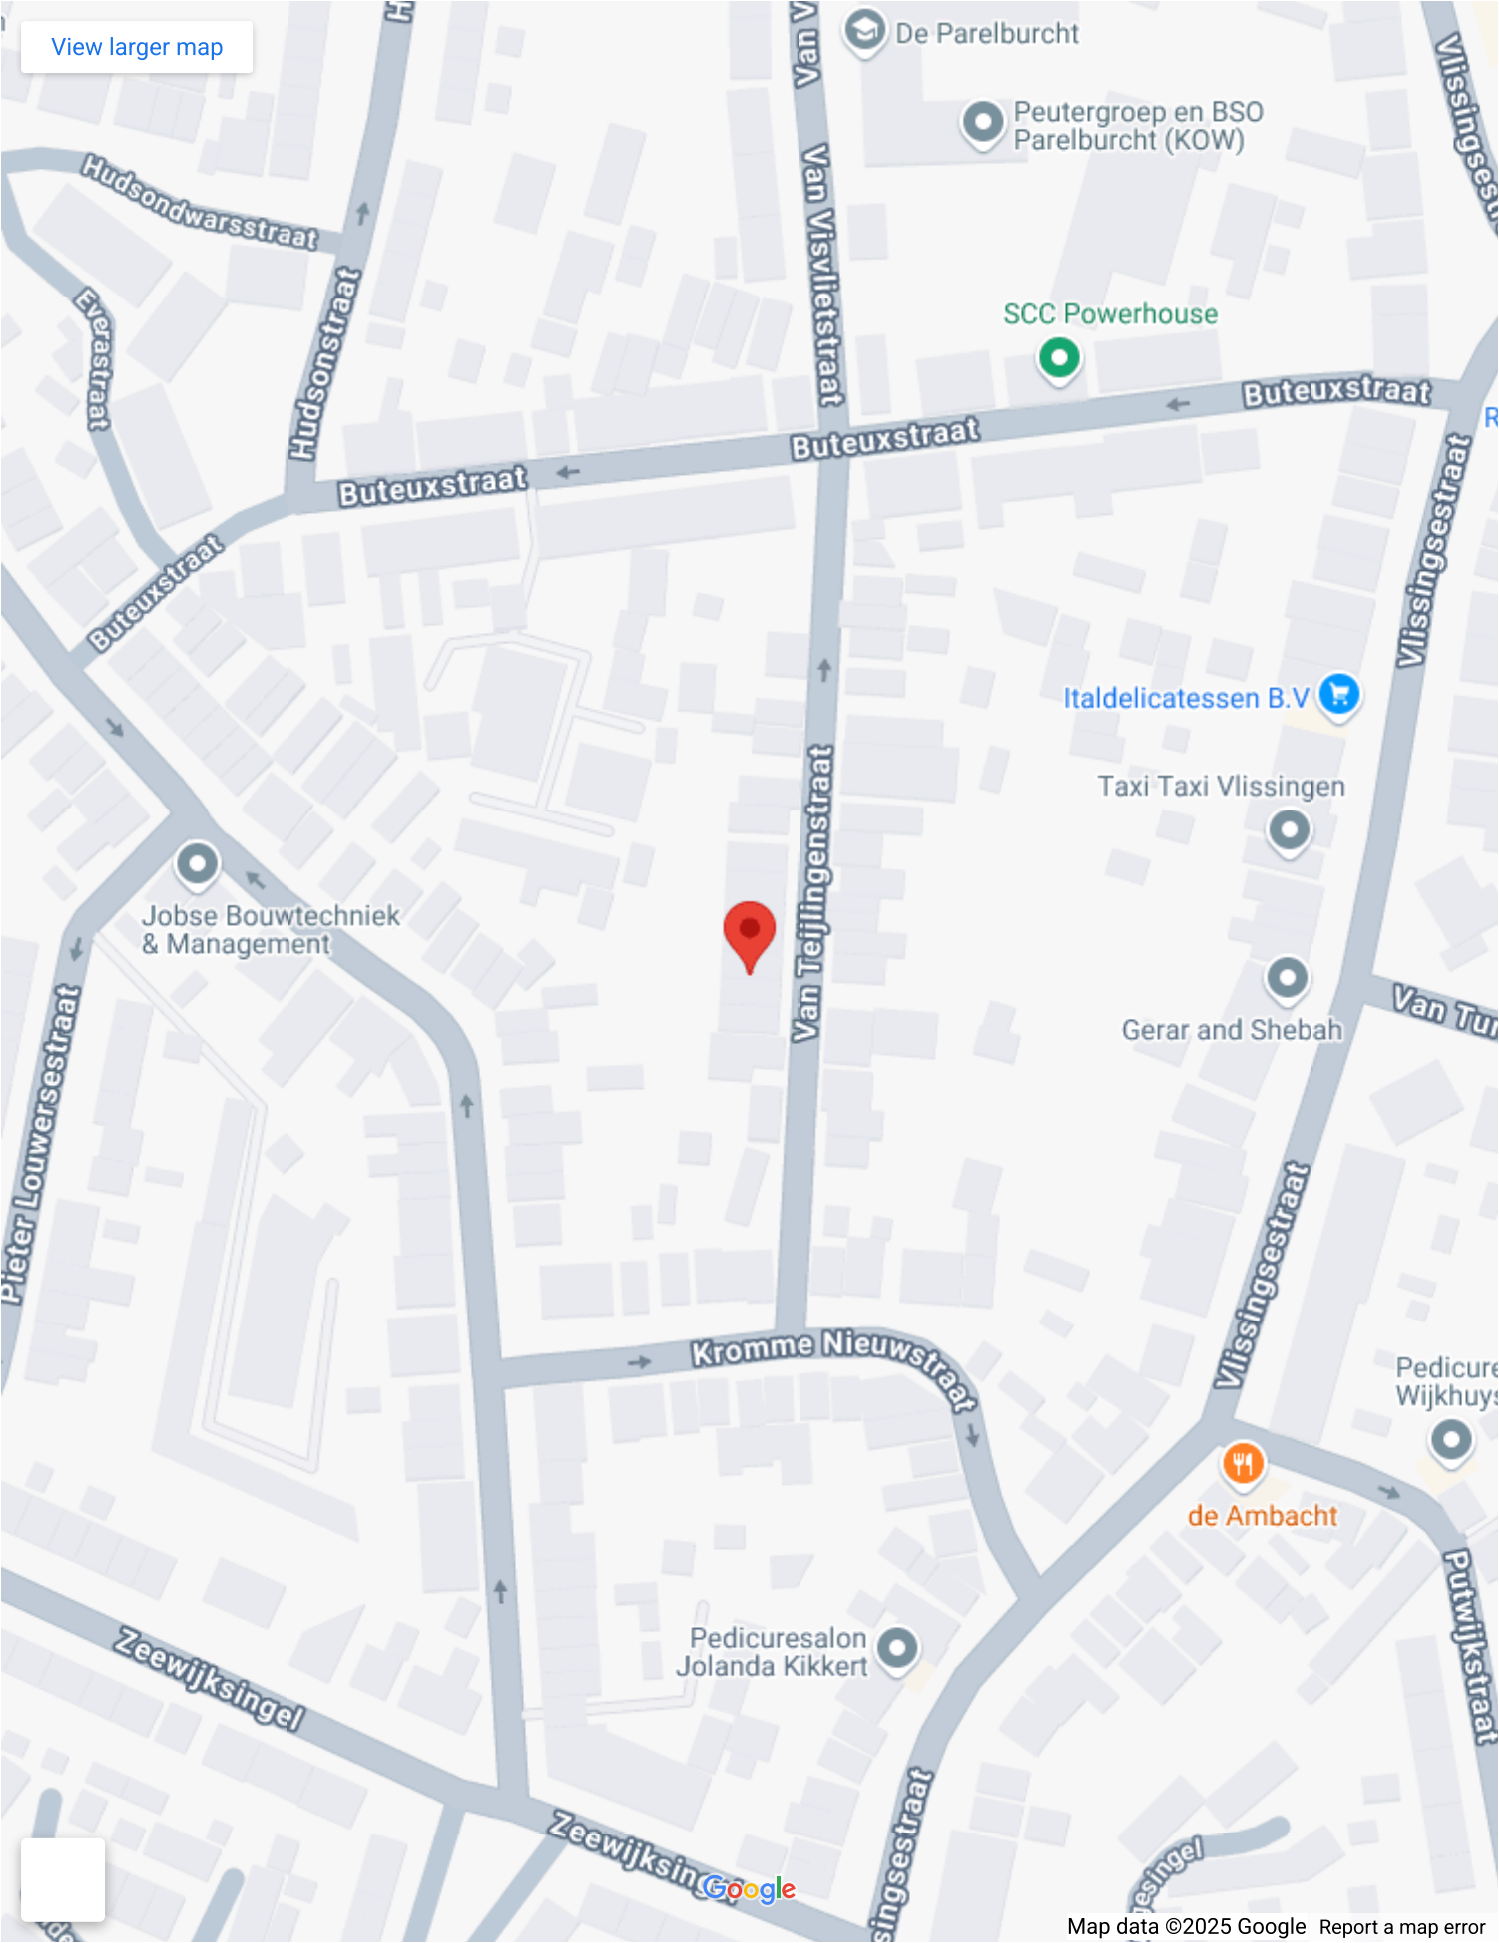 View larger map
De Parelburcht
Peutergroep en BSO
Parelburcht (KOW)
Van Visvlietstraat
Hudsondwarsstraat
Hudsonstraat
Everastraat
SCC Powerhouse
Buteuxstraat
Buteuxstraat
Buteuxstraat
Buteuxstraat
Vlissingsestraat
Italdelicatessen B.V
Taxi Taxi Vlissingen
Van Teijlingenstraat
Jobse Bouwtechniek
& Management
Gerar and Shebah
Pieter Louwersestraat
Vlissingsestraat
Kromme Nieuwstraat
Pedicure
de Ambacht
Putwijkstraat
Pedicuresalon
Jolanda Kikkert
Zeewijksingel
Zeewijksingel
Google
Map data ©2025 Google
Report a map error